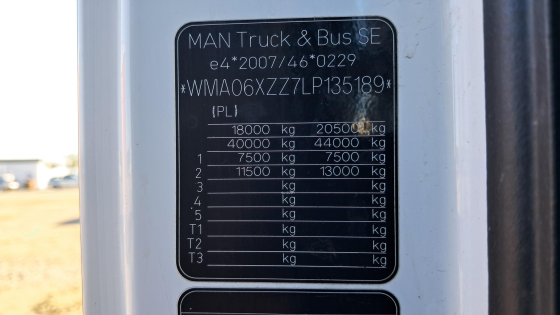 MAN Truck & Bus SE
e4*2007/46*0229
*WMA06XZZ7LP135189*
{PL}
18000 kg 20500 kg
40000 kg 44000 kg
1 7500 kg 7500 kg
2 11500 kg 13000 kg
3 kg kg
4 kg kg
5 kg kg
T1 kg kg
T2 kg kg
T3 kg kg